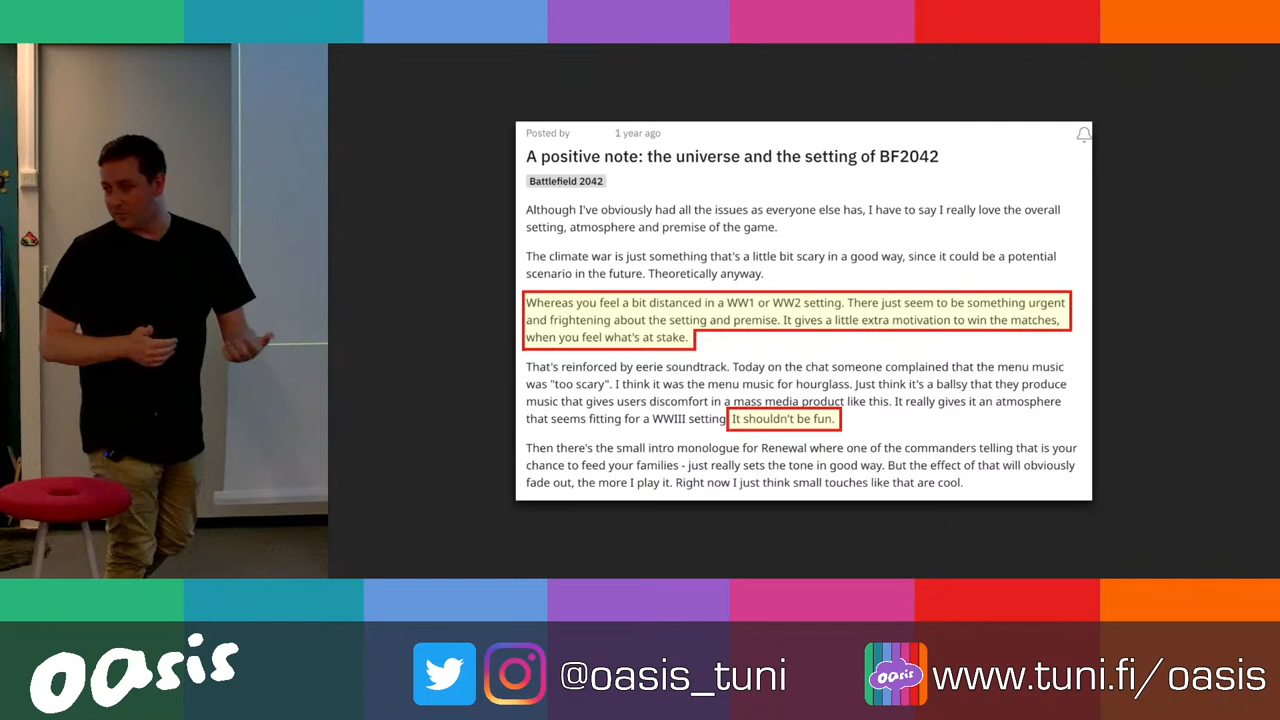 Posted by 1 year ago
A positive note: the universe and the setting of BF2042
Battlefield 2042
Although I've obviously had all the issues as everyone else has, I have to say I really love the overall
setting, atmosphere and premise of the game.
The climate war is just something that's a little bit scary in a good way, since it could be a potential
scenario in the future. Theoretically anyway.
Whereas you feel a bit distanced in a WW1 or WW2 setting. There just seem to be something urgent
and frightening about the setting and premise. It gives a little extra motivation to win the matches,
when you feel what's at stake.
That's reinforced by eerie soundtrack. Today on the chat someone complained that the menu music
was "too scary". I think it was the menu music for hourglass. Just think it's a ballsy that they produce
music that gives users discomfort in a mass media product like this. It really gives it an atmosphere
that seems fitting for a WWIII setting It shouldn't be fun.
Then there's the small intro monologue for Renewal where one of the commanders telling that is your
chance to feed your families - just really sets the tone in good way. But the effect of that will obviously
fade out, the more I play it. Right now I just think small touches like that are cool.
oasis
@oasis_tuni
oasis
www.tuni.fi/oasis